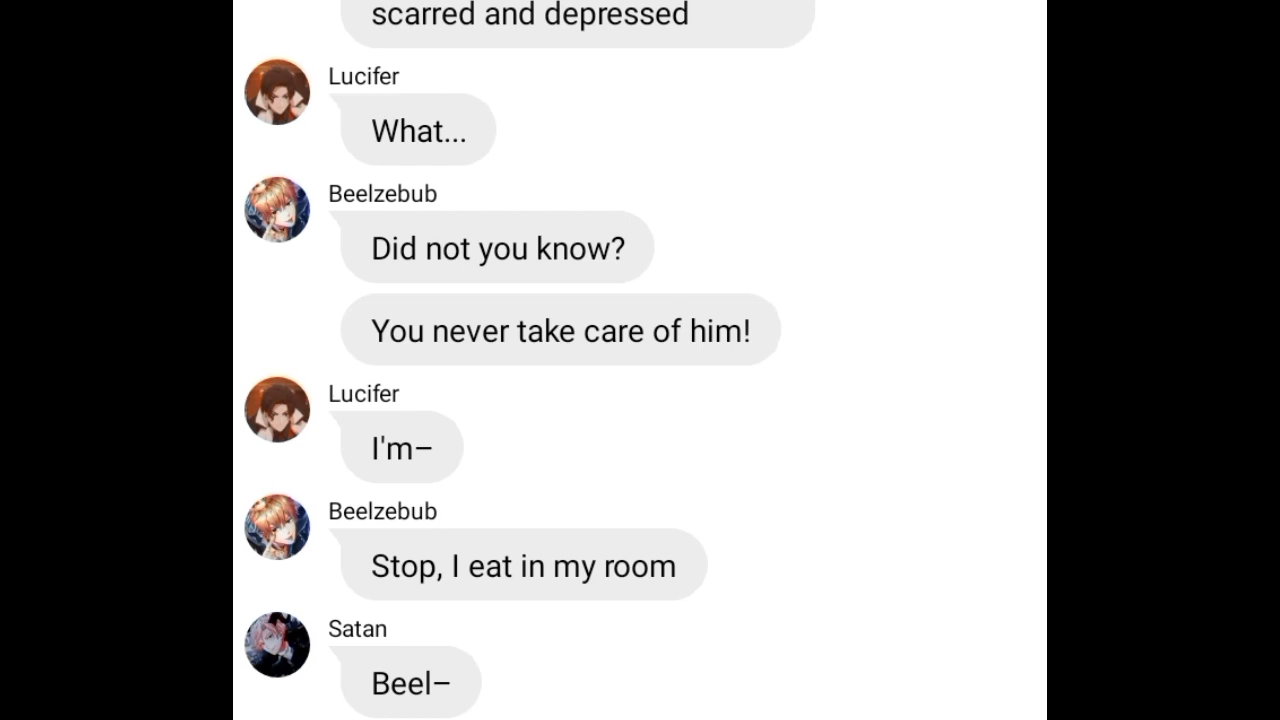 scarred and depressed
Lucifer
What...
Beelzebub
Did not you know?
You never take care of him!
Lucifer
I'm–
Beelzebub
Stop, I eat in my room
Satan
Beel–